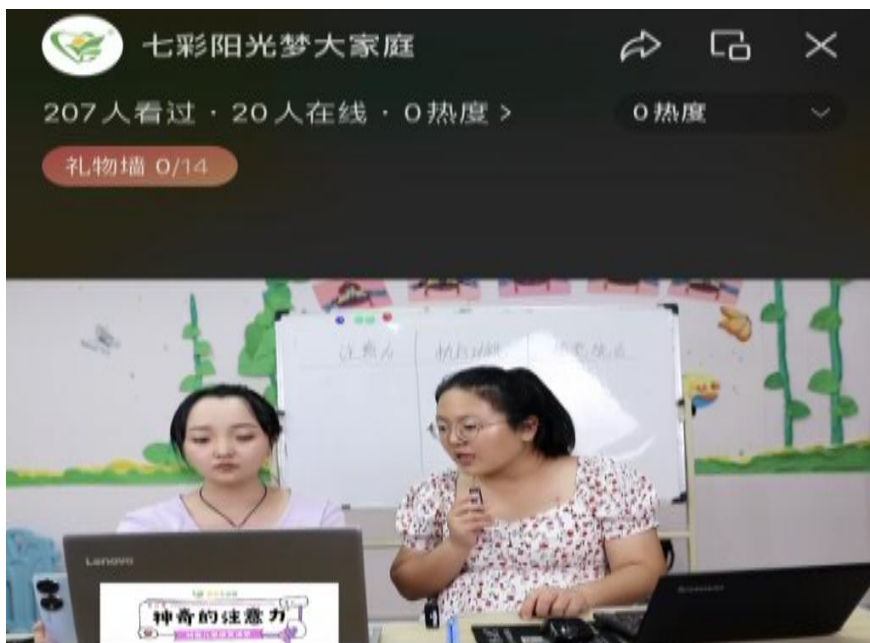 七彩阳光梦大家庭
207人看过 · 20人在线 · 0热度 >
0热度
礼物墙 0/14
注意力
Lenovo
神奇的注意力